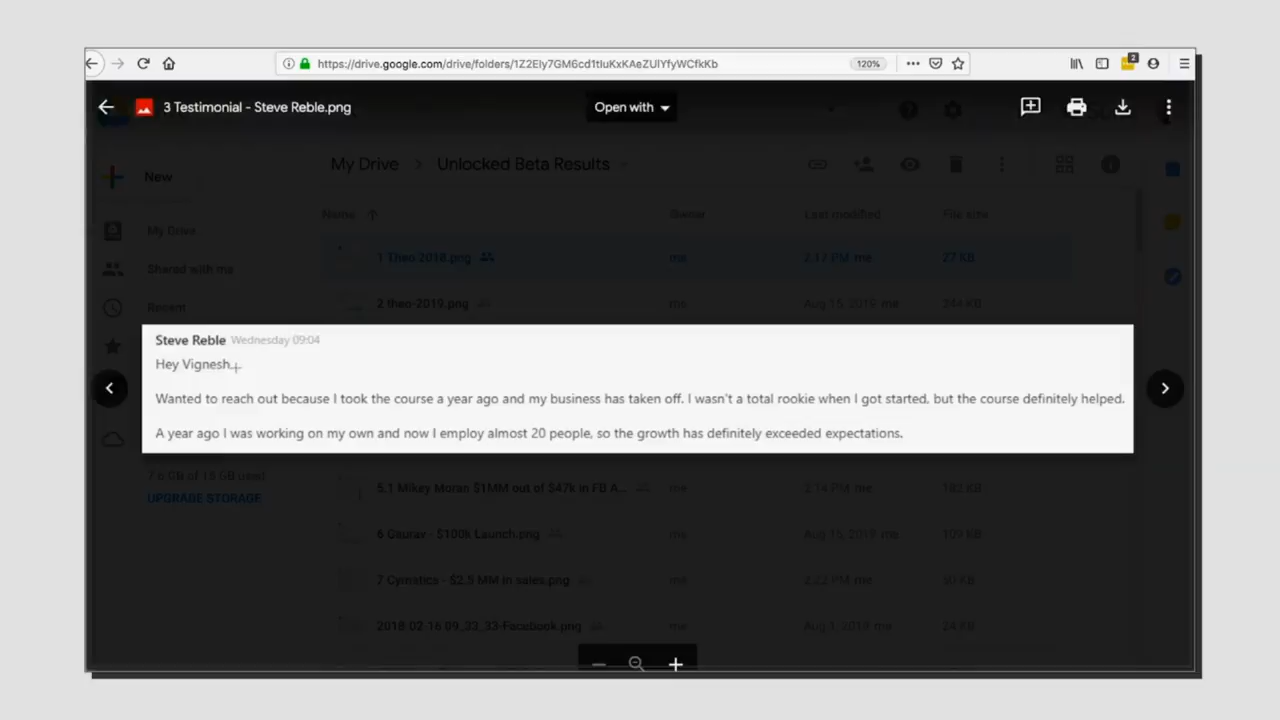 https://drive.google.com/drive/folders/1Z2Ely7GM6cd1tluKxKAeZUlYfyWCfkKb
120%
2
3 Testimonial - Steve Reble.png
Open with
My Drive > Unlocked Beta Results
New
Name
Owner
Last modified
File size
My Drive
1 Theo 2018.png
me
2:17 PM me
27 KB
Shared with me
2 theo-2019.png
me
Aug 15, 2019 me
344 KB
Recent
Steve Reble Wednesday 09:04
Hey Vignesh,
Wanted to reach out because I took the course a year ago and my business has taken off. I wasn't a total rookie when I got started, but the course definitely helped.
A year ago I was working on my own and now I employ almost 20 people, so the growth has definitely exceeded expectations.
GB of 15 GB used
5.1 Mikey Moran $1MM out of $47k in FB A...
me
2:14 PM me
182 KB
UPGRADE STORAGE
6 Gaurav - $100k Launch.png
me
Aug 15, 2019 me
109 KB
7 Cymatics - $2.5 MM in sales.png
me
2:22 PM me
50 KB
2018-02-16 09_33_33-Facebook.png
me
Aug 1, 2019 me
24 KB